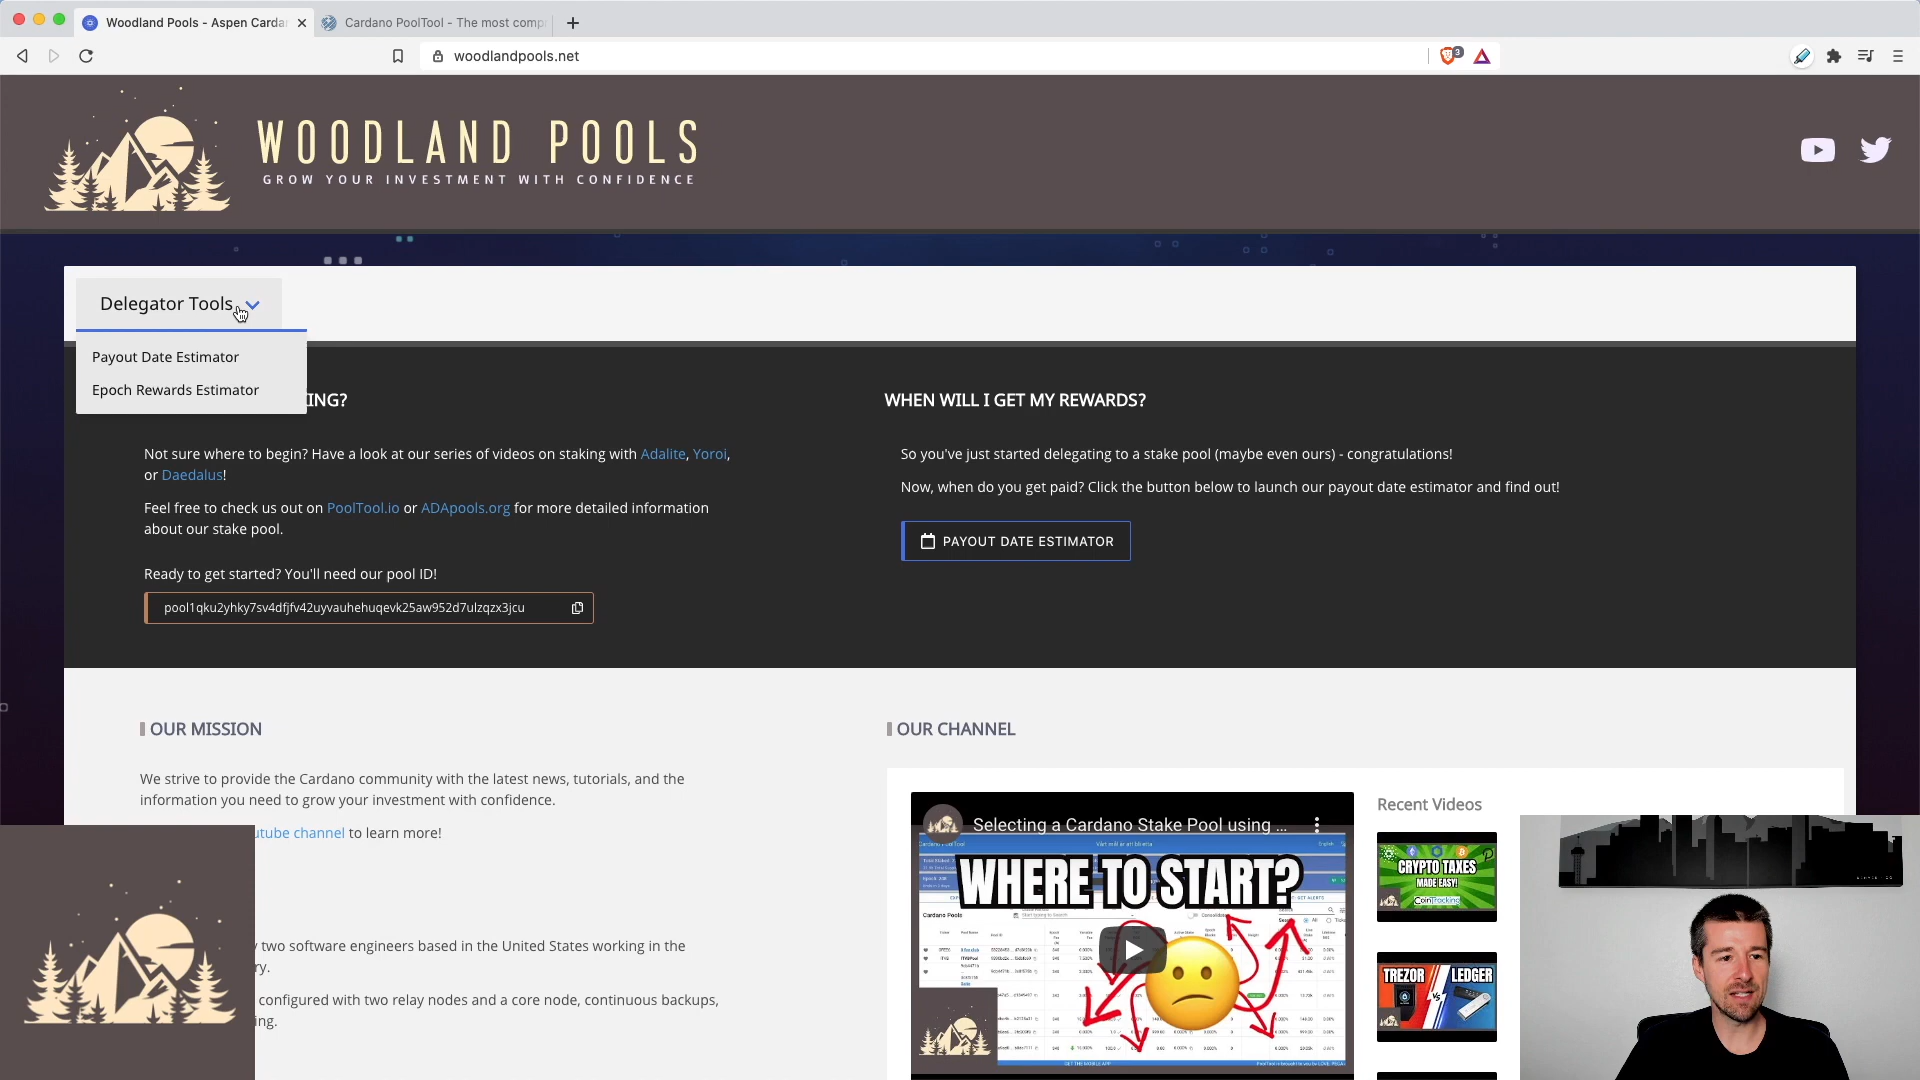 Woodland Pools - Aspen Carda
Cardano PoolTool - The most comp
woodlandpools.net
3
WOODLAND POOLS
GROW YOUR INVESTMENT WITH CONFIDENCE
Delegator Tools
Payout Date Estimator
Epoch Rewards Estimator
ING?
Not sure where to begin? Have a look at our series of videos on staking with Adalite, Yoroi,
or Daedalus!
Feel free to check us out on PoolTool.io or ADApools.org for more detailed information
about our stake pool.
Ready to get started? You'll need our pool ID!
pool1qku2yhky7sv4dfjfv42uyvauhehuqevk25aw952d7ulzqzx3jcu
WHEN WILL I GET MY REWARDS?
So you've just started delegating to a stake pool (maybe even ours) - congratulations!
Now, when do you get paid? Click the button below to launch our payout date estimator and find out!
PAYOUT DATE ESTIMATOR
OUR MISSION
We strive to provide the Cardano community with the latest news, tutorials, and the
information you need to grow your investment with confidence.
utube channel to learn more!
y two software engineers based in the United States working in the
ry.
configured with two relay nodes and a core node, continuous backups,
ing.
OUR CHANNEL
Selecting a Cardano Stake Pool using ...
WHERE TO START?
Cardano Pools
Recent Videos
CRYPTO TAXES
MADE EASY!
CoinTracking
TREZOR VS LEDGER